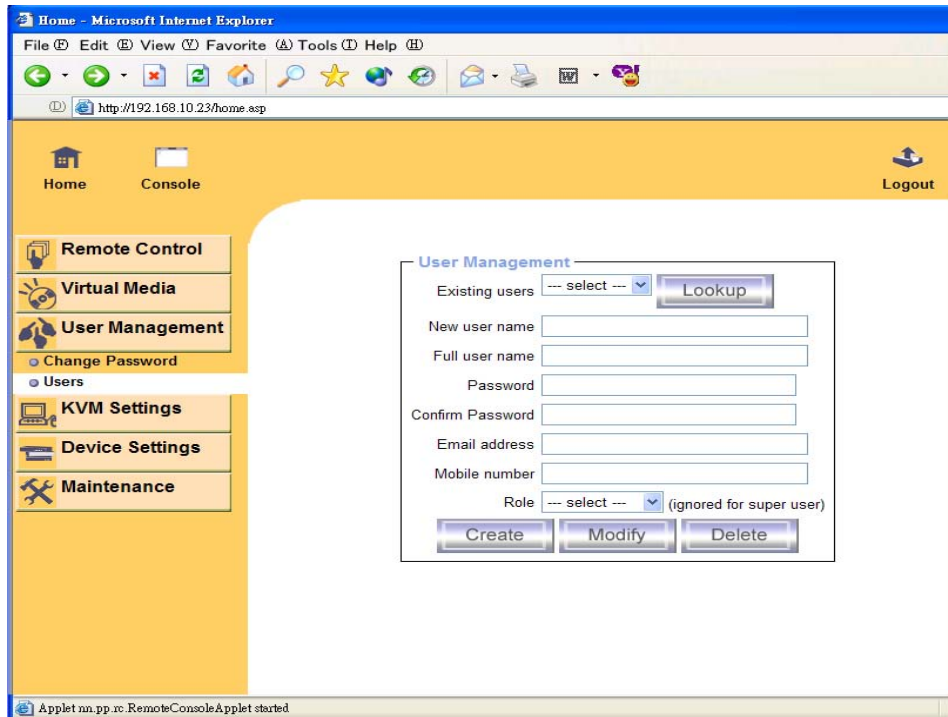 Home - Microsoft Internet Explorer
File (F) Edit (E) View (V) Favorite (A) Tools (T) Help (H)
(D) http://192.168.10.23/home.asp
Home Console Logout
Remote Control
Virtual Media
User Management
Change Password
Users
KVM Settings
Device Settings
Maintenance
User Management
Existing users --- select --- Lookup
New user name
Full user name
Password
Confirm Password
Email address
Mobile number
Role --- select --- (ignored for super user)
Create Modify Delete
Applet nn.pp.rc.RemoteConsoleApplet started